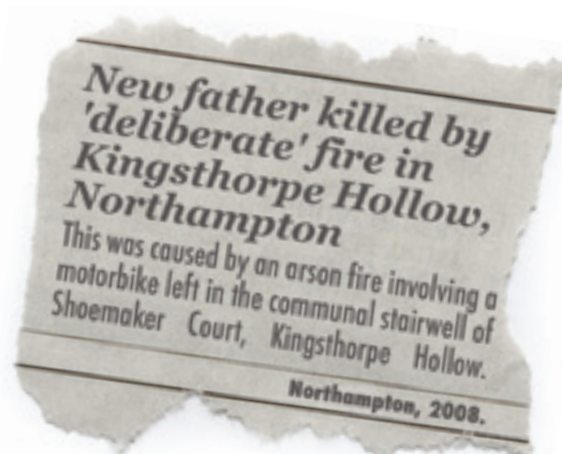 New father killed by
'deliberate' fire in
Kingsthorpe Hollow,
Northampton
This was caused by an arson fire involving a
motorbike left in the communal stairwell of
Shoemaker Court, Kingsthorpe Hollow.
Northampton, 2008.